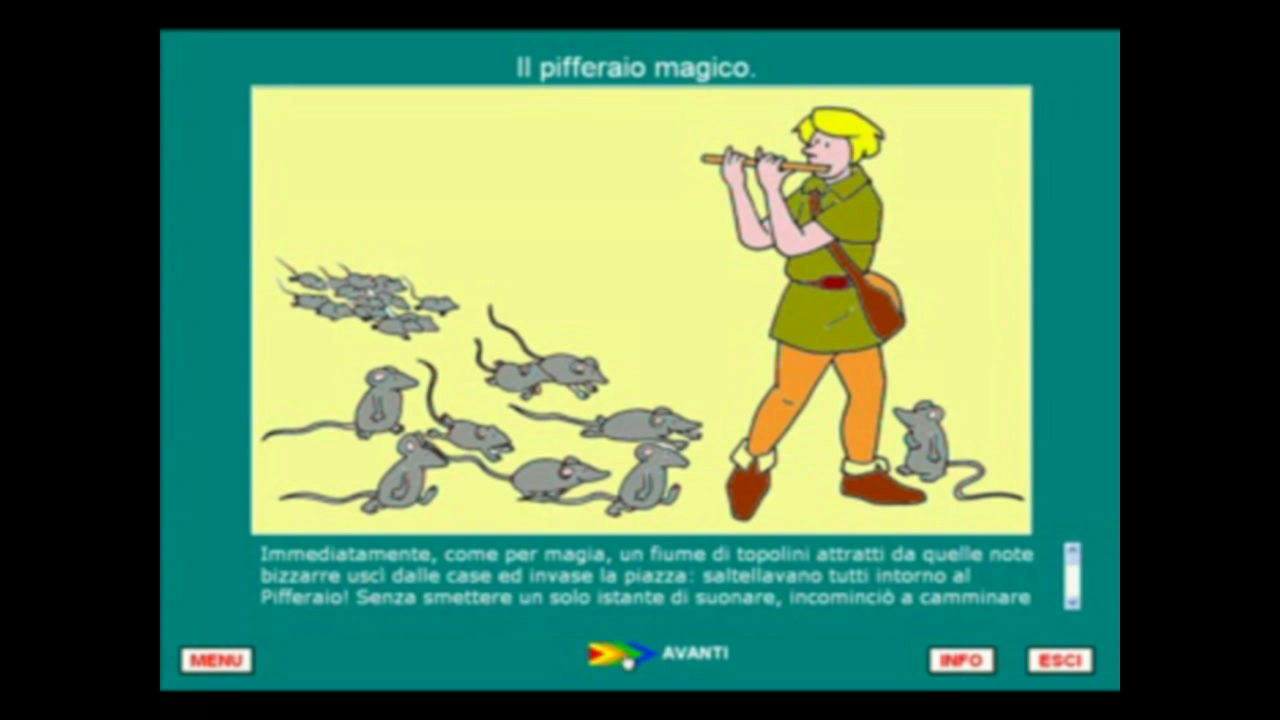 Il pifferaio magico.
Immediatamente, come per magia, un fiume di topolini attratti da quelle note
bizzarre uscì dalle case ed invase la piazza: saltellavano tutti intorno al
Pifferaio! Senza smettere un solo istante di suonare, incominciò a camminare
AVANTI
MENU
INFO
ESCI